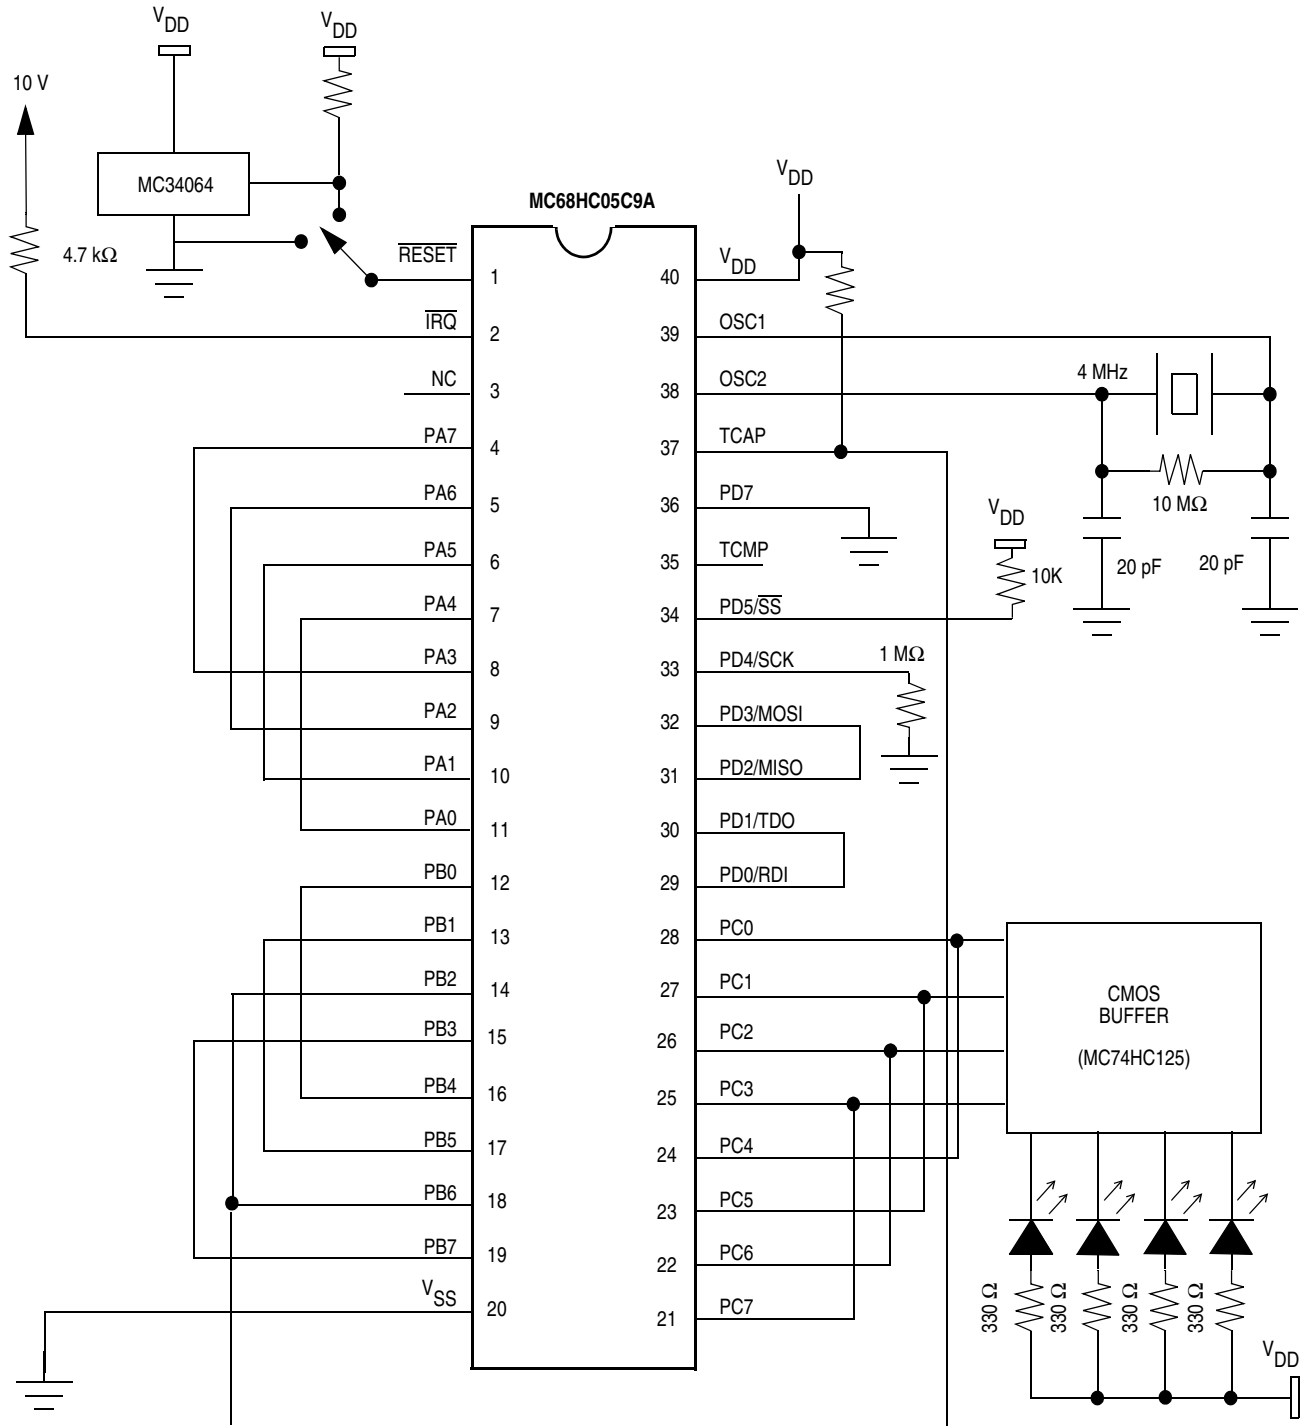 VDD
VDD
10 V
MC34064
4.7 kΩ
MC68HC05C9A
VDD
RESET
1
IRQ
2
NC
3
PA7
4
PA6
5
PA5
6
PA4
7
PA3
8
PA2
9
PA1
10
PA0
11
PB0
12
PB1
13
PB2
14
PB3
15
PB4
16
PB5
17
PB6
18
PB7
19
VSS
20
40
VDD
39
OSC1
38
OSC2
37
TCAP
36
PD7
35
TCMP
34
PD5/SS
33
PD4/SCK
32
PD3/MOSI
31
PD2/MISO
30
PD1/TDO
29
PD0/RDI
28
PC0
27
PC1
26
PC2
25
PC3
24
PC4
23
PC5
22
PC6
21
PC7
4 MHz
10 MΩ
20 pF
20 pF
VDD
10K
1 MΩ
CMOS
BUFFER
(MC74HC125)
330 Ω
330 Ω
330 Ω
330 Ω
VDD